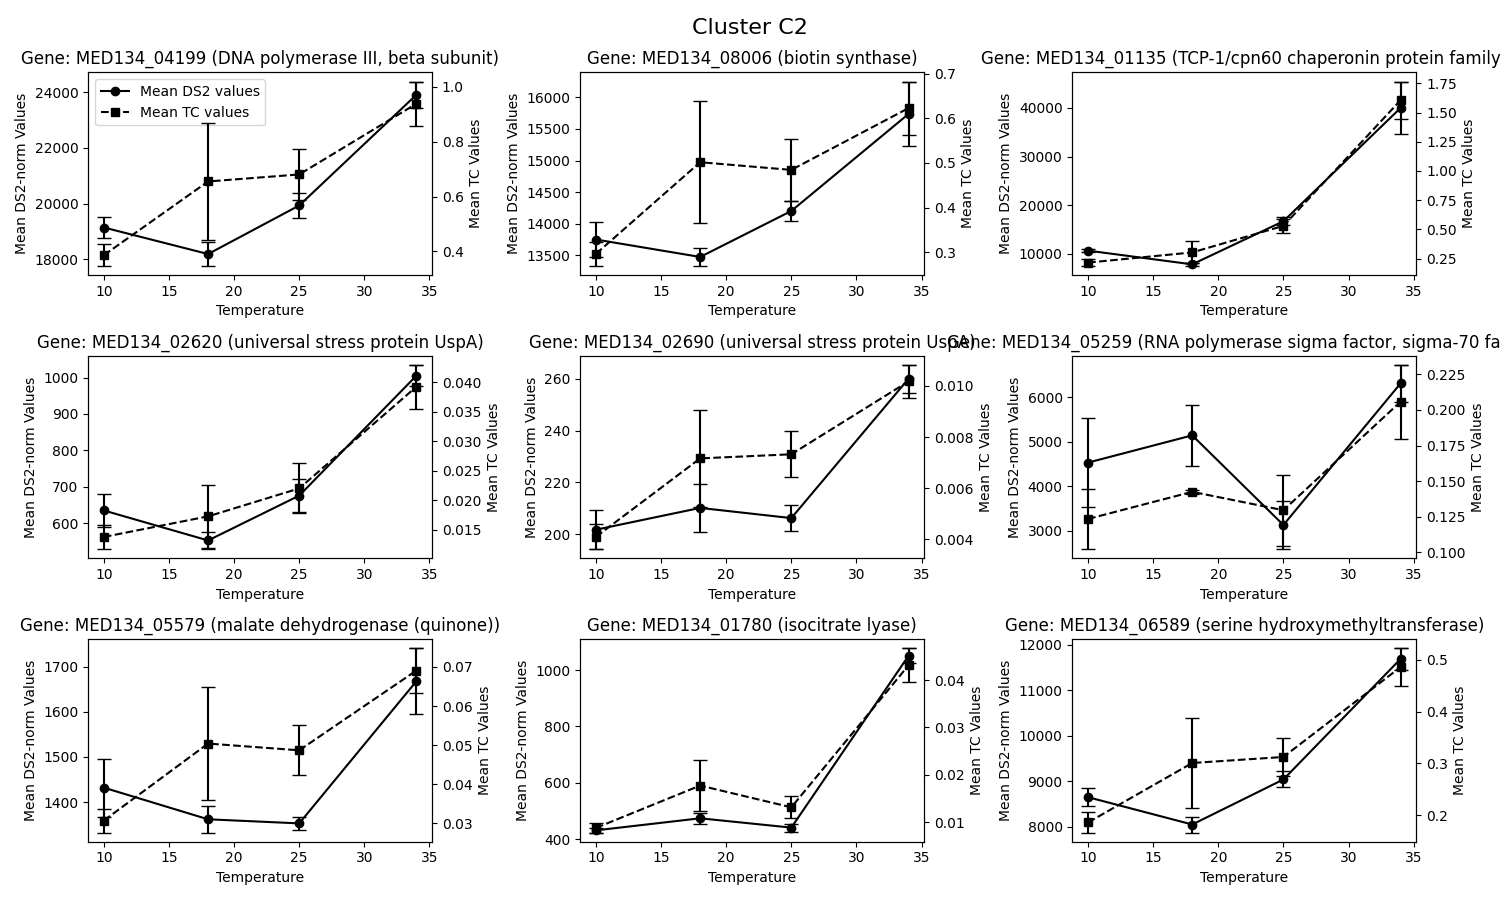 Cluster C2
Gene: MED134_04199 (DNA polymerase III, beta subunit)
Mean DS2-norm Values
24000
22000
20000
18000
Mean DS2 values
Mean TC values
1.0
0.8
0.6
0.4
Mean TC Values
10 15 20 25 30 35
Temperature
Gene: MED134_08006 (biotin synthase)
Mean DS2-norm Values
16000
15500
15000
14500
14000
13500
0.7
0.6
0.5
0.4
0.3
Mean TC Values
10 15 20 25 30 35
Temperature
Gene: MED134_01135 (TCP-1/cpn60 chaperonin protein family
Mean DS2-norm Values
40000
30000
20000
10000
1.75
1.50
1.25
1.00
0.75
0.50
0.25
Mean TC Values
10 15 20 25 30 35
Temperature
Gene: MED134_02620 (universal stress protein UspA)
Mean DS2-norm Values
1000
900
800
700
600
0.040
0.035
0.030
0.025
0.020
0.015
Mean TC Values
10 15 20 25 30 35
Temperature
Gene: MED134_02690 (universal stress protein UspA)
Mean DS2-norm Values
260
240
220
200
0.010
0.008
0.006
0.004
Mean TC Values
10 15 20 25 30 35
Temperature
Gene: MED134_05259 (RNA polymerase sigma factor, sigma-70 fa
Mean DS2-norm Values
6000
5000
4000
3000
0.225
0.200
0.175
0.150
0.125
0.100
Mean TC Values
10 15 20 25 30 35
Temperature
Gene: MED134_05579 (malate dehydrogenase (quinone))
Mean DS2-norm Values
1700
1600
1500
1400
0.07
0.06
0.05
0.04
0.03
Mean TC Values
10 15 20 25 30 35
Temperature
Gene: MED134_01780 (isocitrate lyase)
Mean DS2-norm Values
1000
800
600
400
0.04
0.03
0.02
0.01
Mean TC Values
10 15 20 25 30 35
Temperature
Gene: MED134_06589 (serine hydroxymethyltransferase)
Mean DS2-norm Values
12000
11000
10000
9000
8000
0.5
0.4
0.3
0.2
Mean TC Values
10 15 20 25 30 35
Temperature